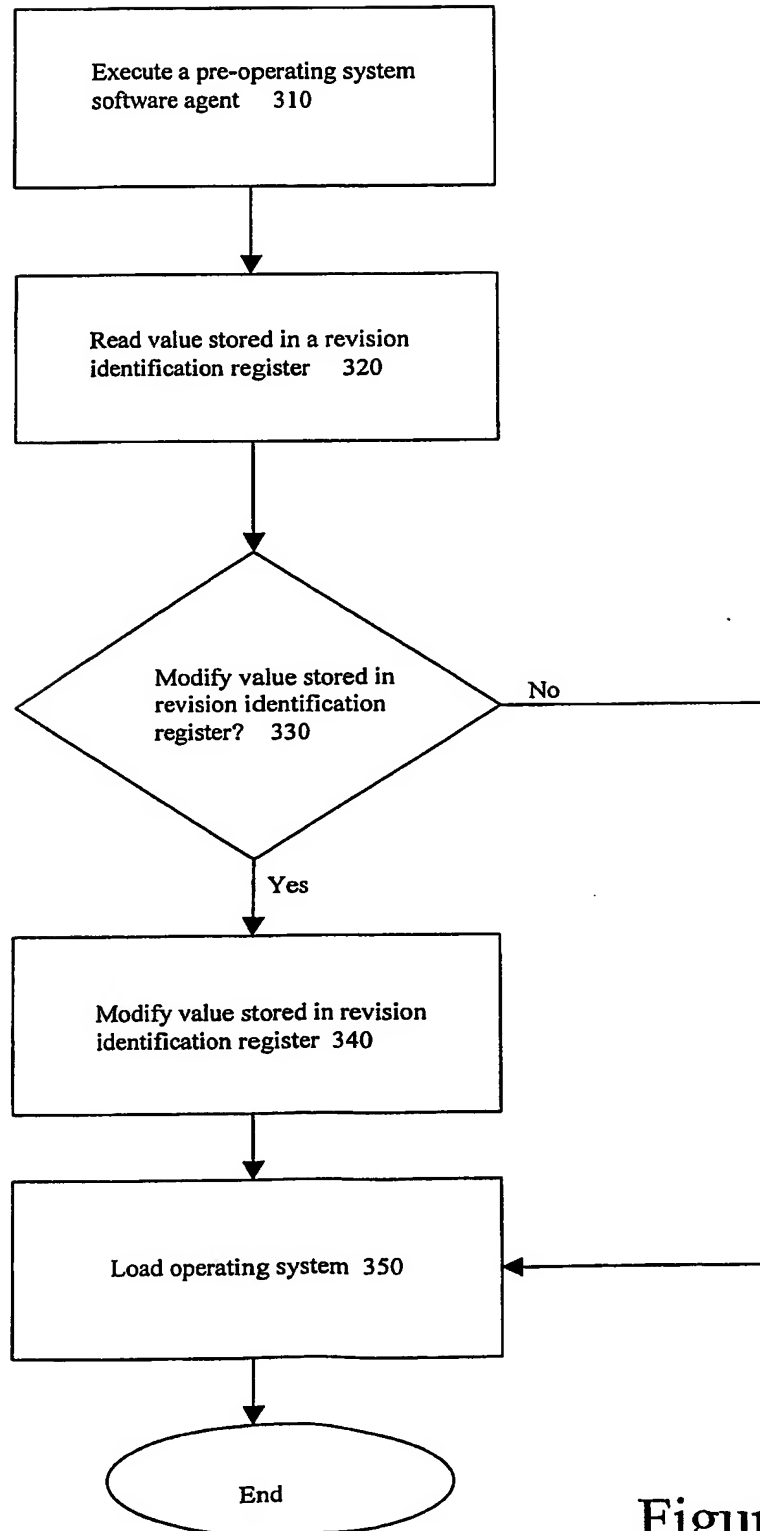 Execute a pre-operating system
software agent 310
Read value stored in a revision
identification register 320
Modify value stored in
revision identification
register? 330
No
Yes
Modify value stored in revision
identification register 340
Load operating system 350
End